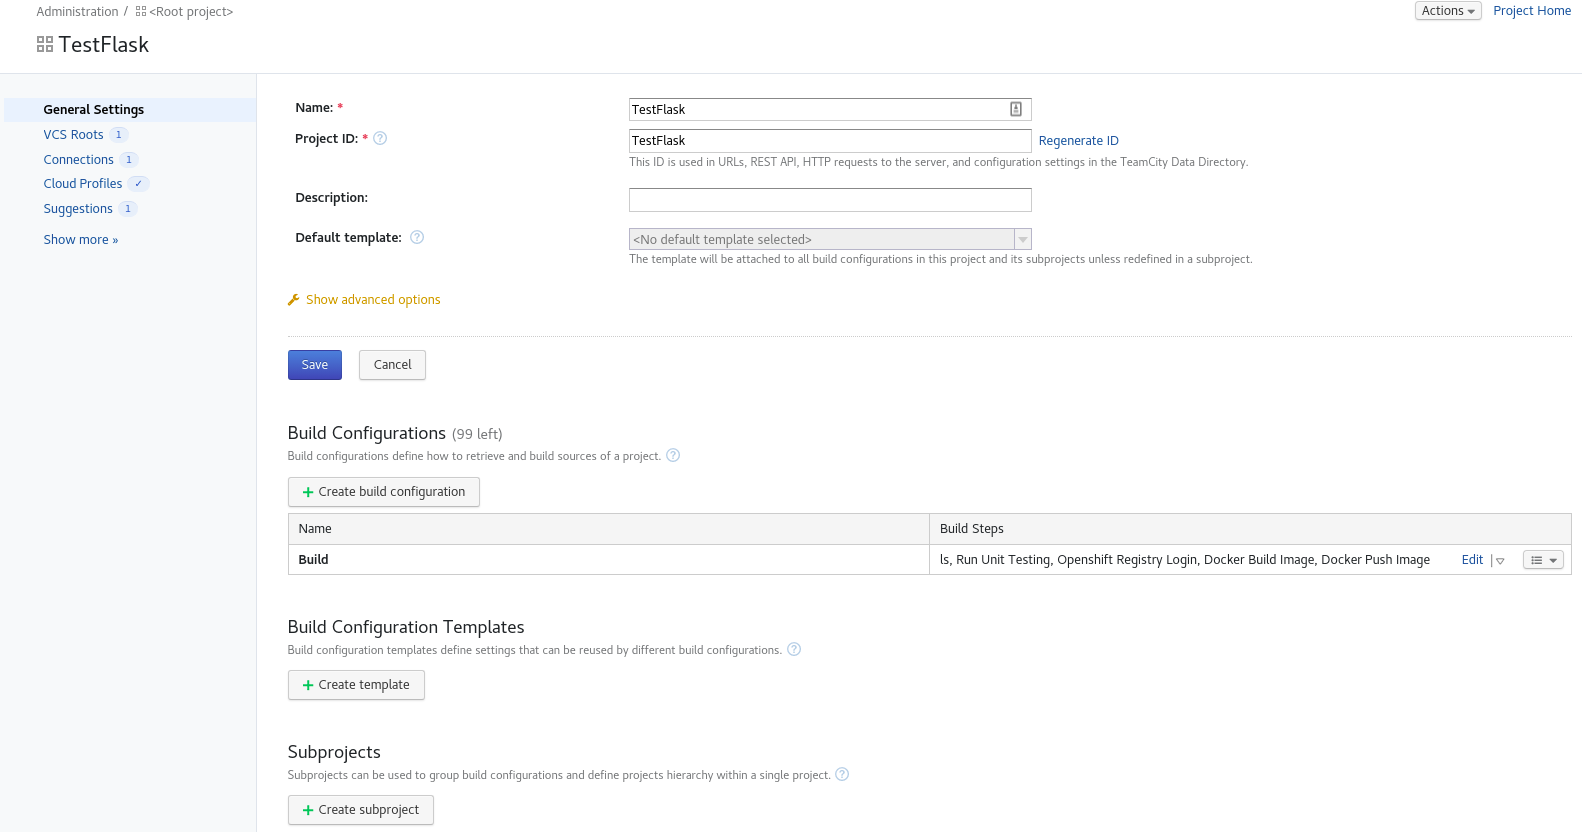 Administration / <Root project>
Actions
Project Home
TestFlask
General Settings
VCS Roots 1
Connections 1
Cloud Profiles ✓
Suggestions 1
Show more »
Name: *
TestFlask
Project ID: * ?
TestFlask
Regenerate ID
This ID is used in URLs, REST API, HTTP requests to the server, and configuration settings in the TeamCity Data Directory.
Description:
Default template: ?
<No default template selected>
The template will be attached to all build configurations in this project and its subprojects unless redefined in a subproject.
Show advanced options
Save
Cancel
Build Configurations (99 left)
Build configurations define how to retrieve and build sources of a project. ?
+ Create build configuration
Name
Build Steps
Build
ls, Run Unit Testing, Openshift Registry Login, Docker Build Image, Docker Push Image
Edit
Build Configuration Templates
Build configuration templates define settings that can be reused by different build configurations. ?
+ Create template
Subprojects
Subprojects can be used to group build configurations and define projects hierarchy within a single project. ?
+ Create subproject